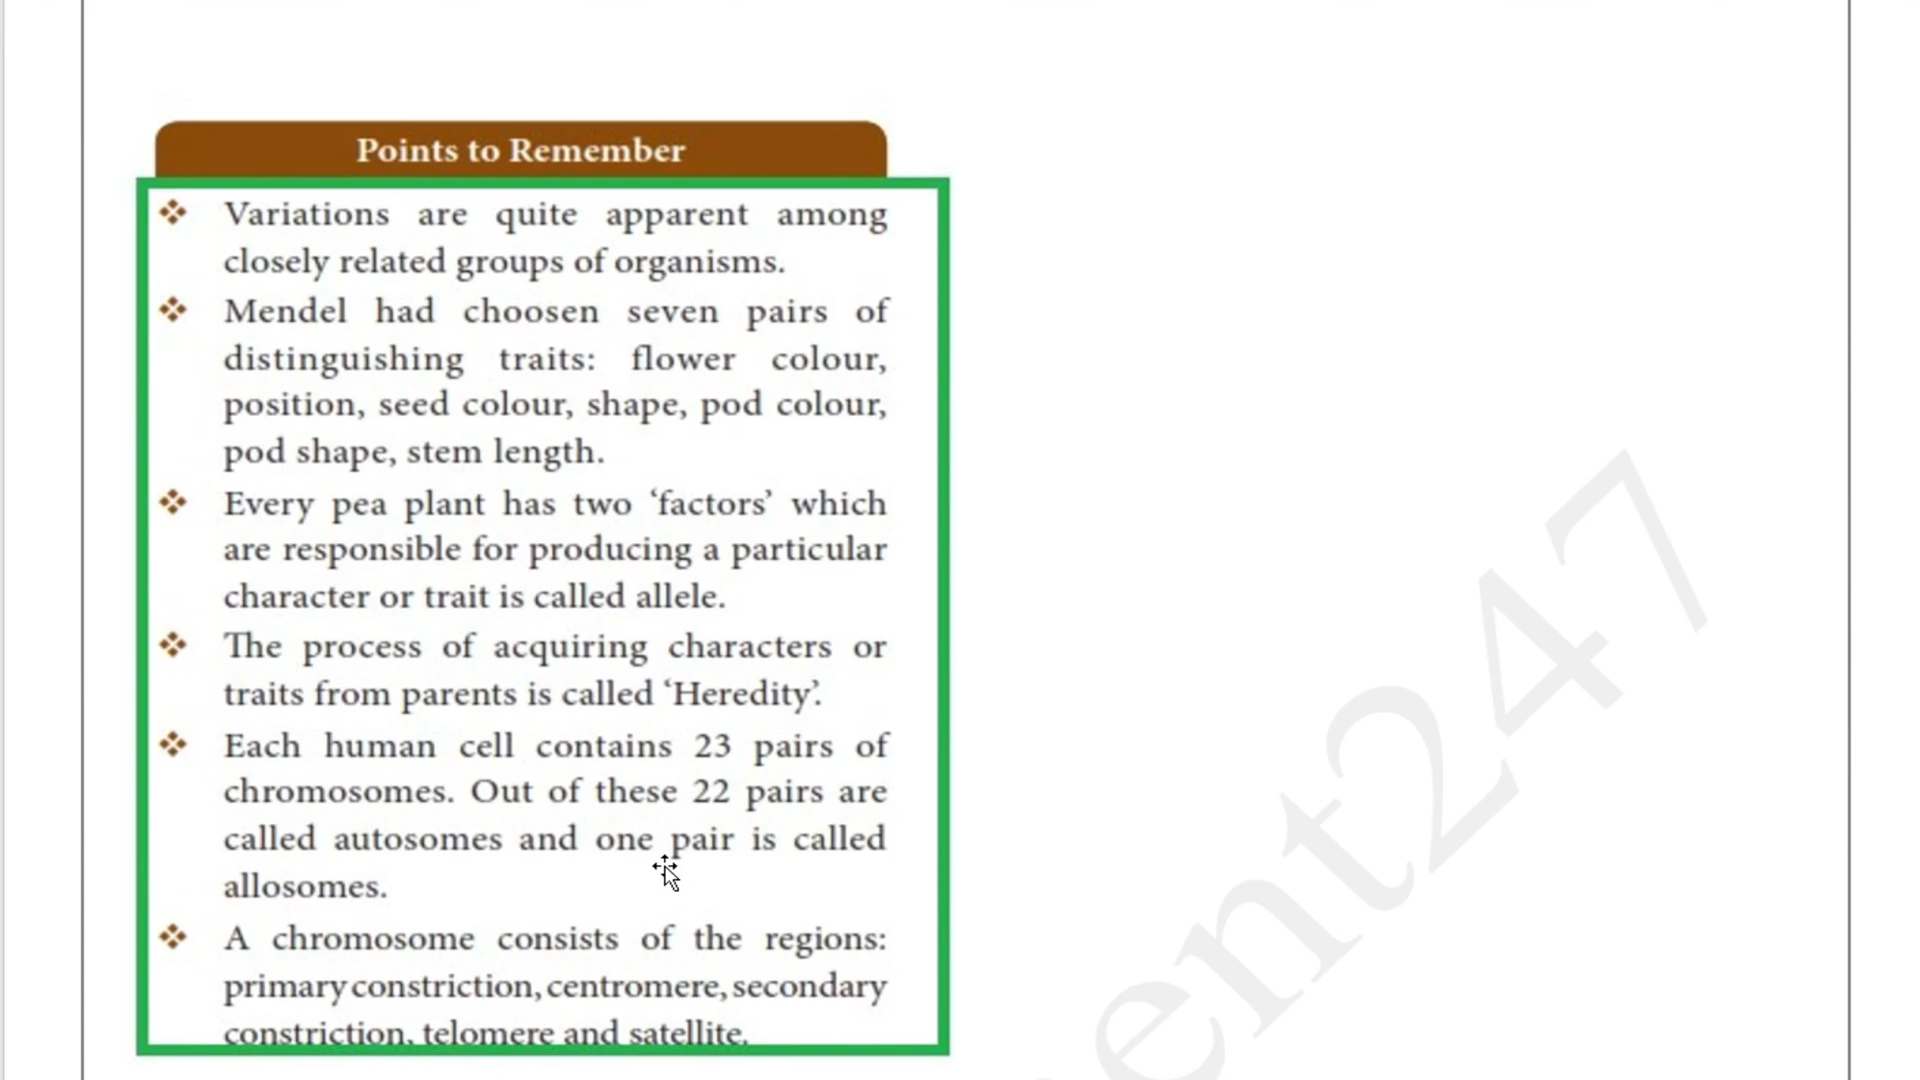 Points to Remember
Variations are quite apparent among
closely related groups of organisms.
Mendel had choosen seven pairs of
distinguishing traits: flower colour,
position, seed colour, shape, pod colour,
pod shape, stem length.
Every pea plant has two ‘factors’ which
are responsible for producing a particular
character or trait is called allele.
The process of acquiring characters or
traits from parents is called ‘Heredity’.
Each human cell contains 23 pairs of
chromosomes. Out of these 22 pairs are
called autosomes and one pair is called
allosomes.
A chromosome consists of the regions:
primary constriction, centromere, secondary
constriction, telomere and satellite.
ent247